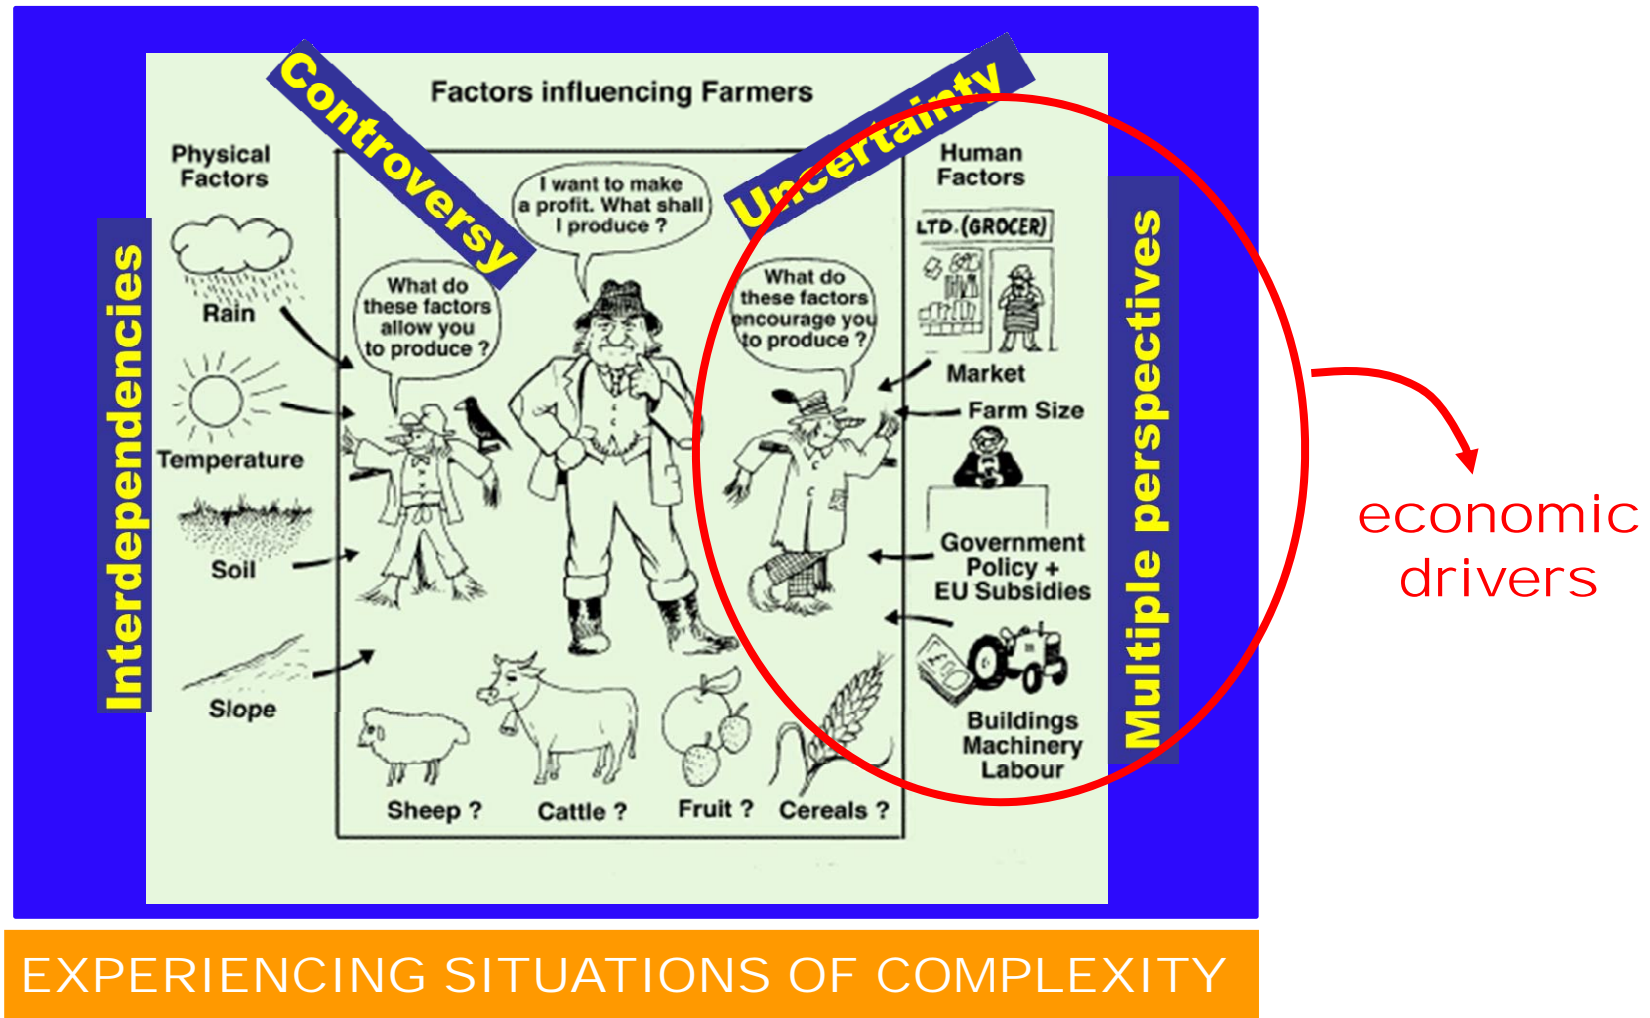 Factors influencing Farmers
Controversy
Uncertainty
Interdependencies
Multiple perspectives
Physical
Factors
Rain
Temperature
Soil
Slope
I want to make
a profit. What shall
I produce ?
What do
these factors
allow you
to produce ?
What do
these factors
encourage you
to produce ?
Sheep ?
Cattle ?
Fruit ?
Cereals ?
Human
Factors
LTD. (GROCER)
Market
Farm Size
Government
Policy +
EU Subsidies
Buildings
Machinery
Labour
economic
drivers
EXPERIENCING SITUATIONS OF COMPLEXITY